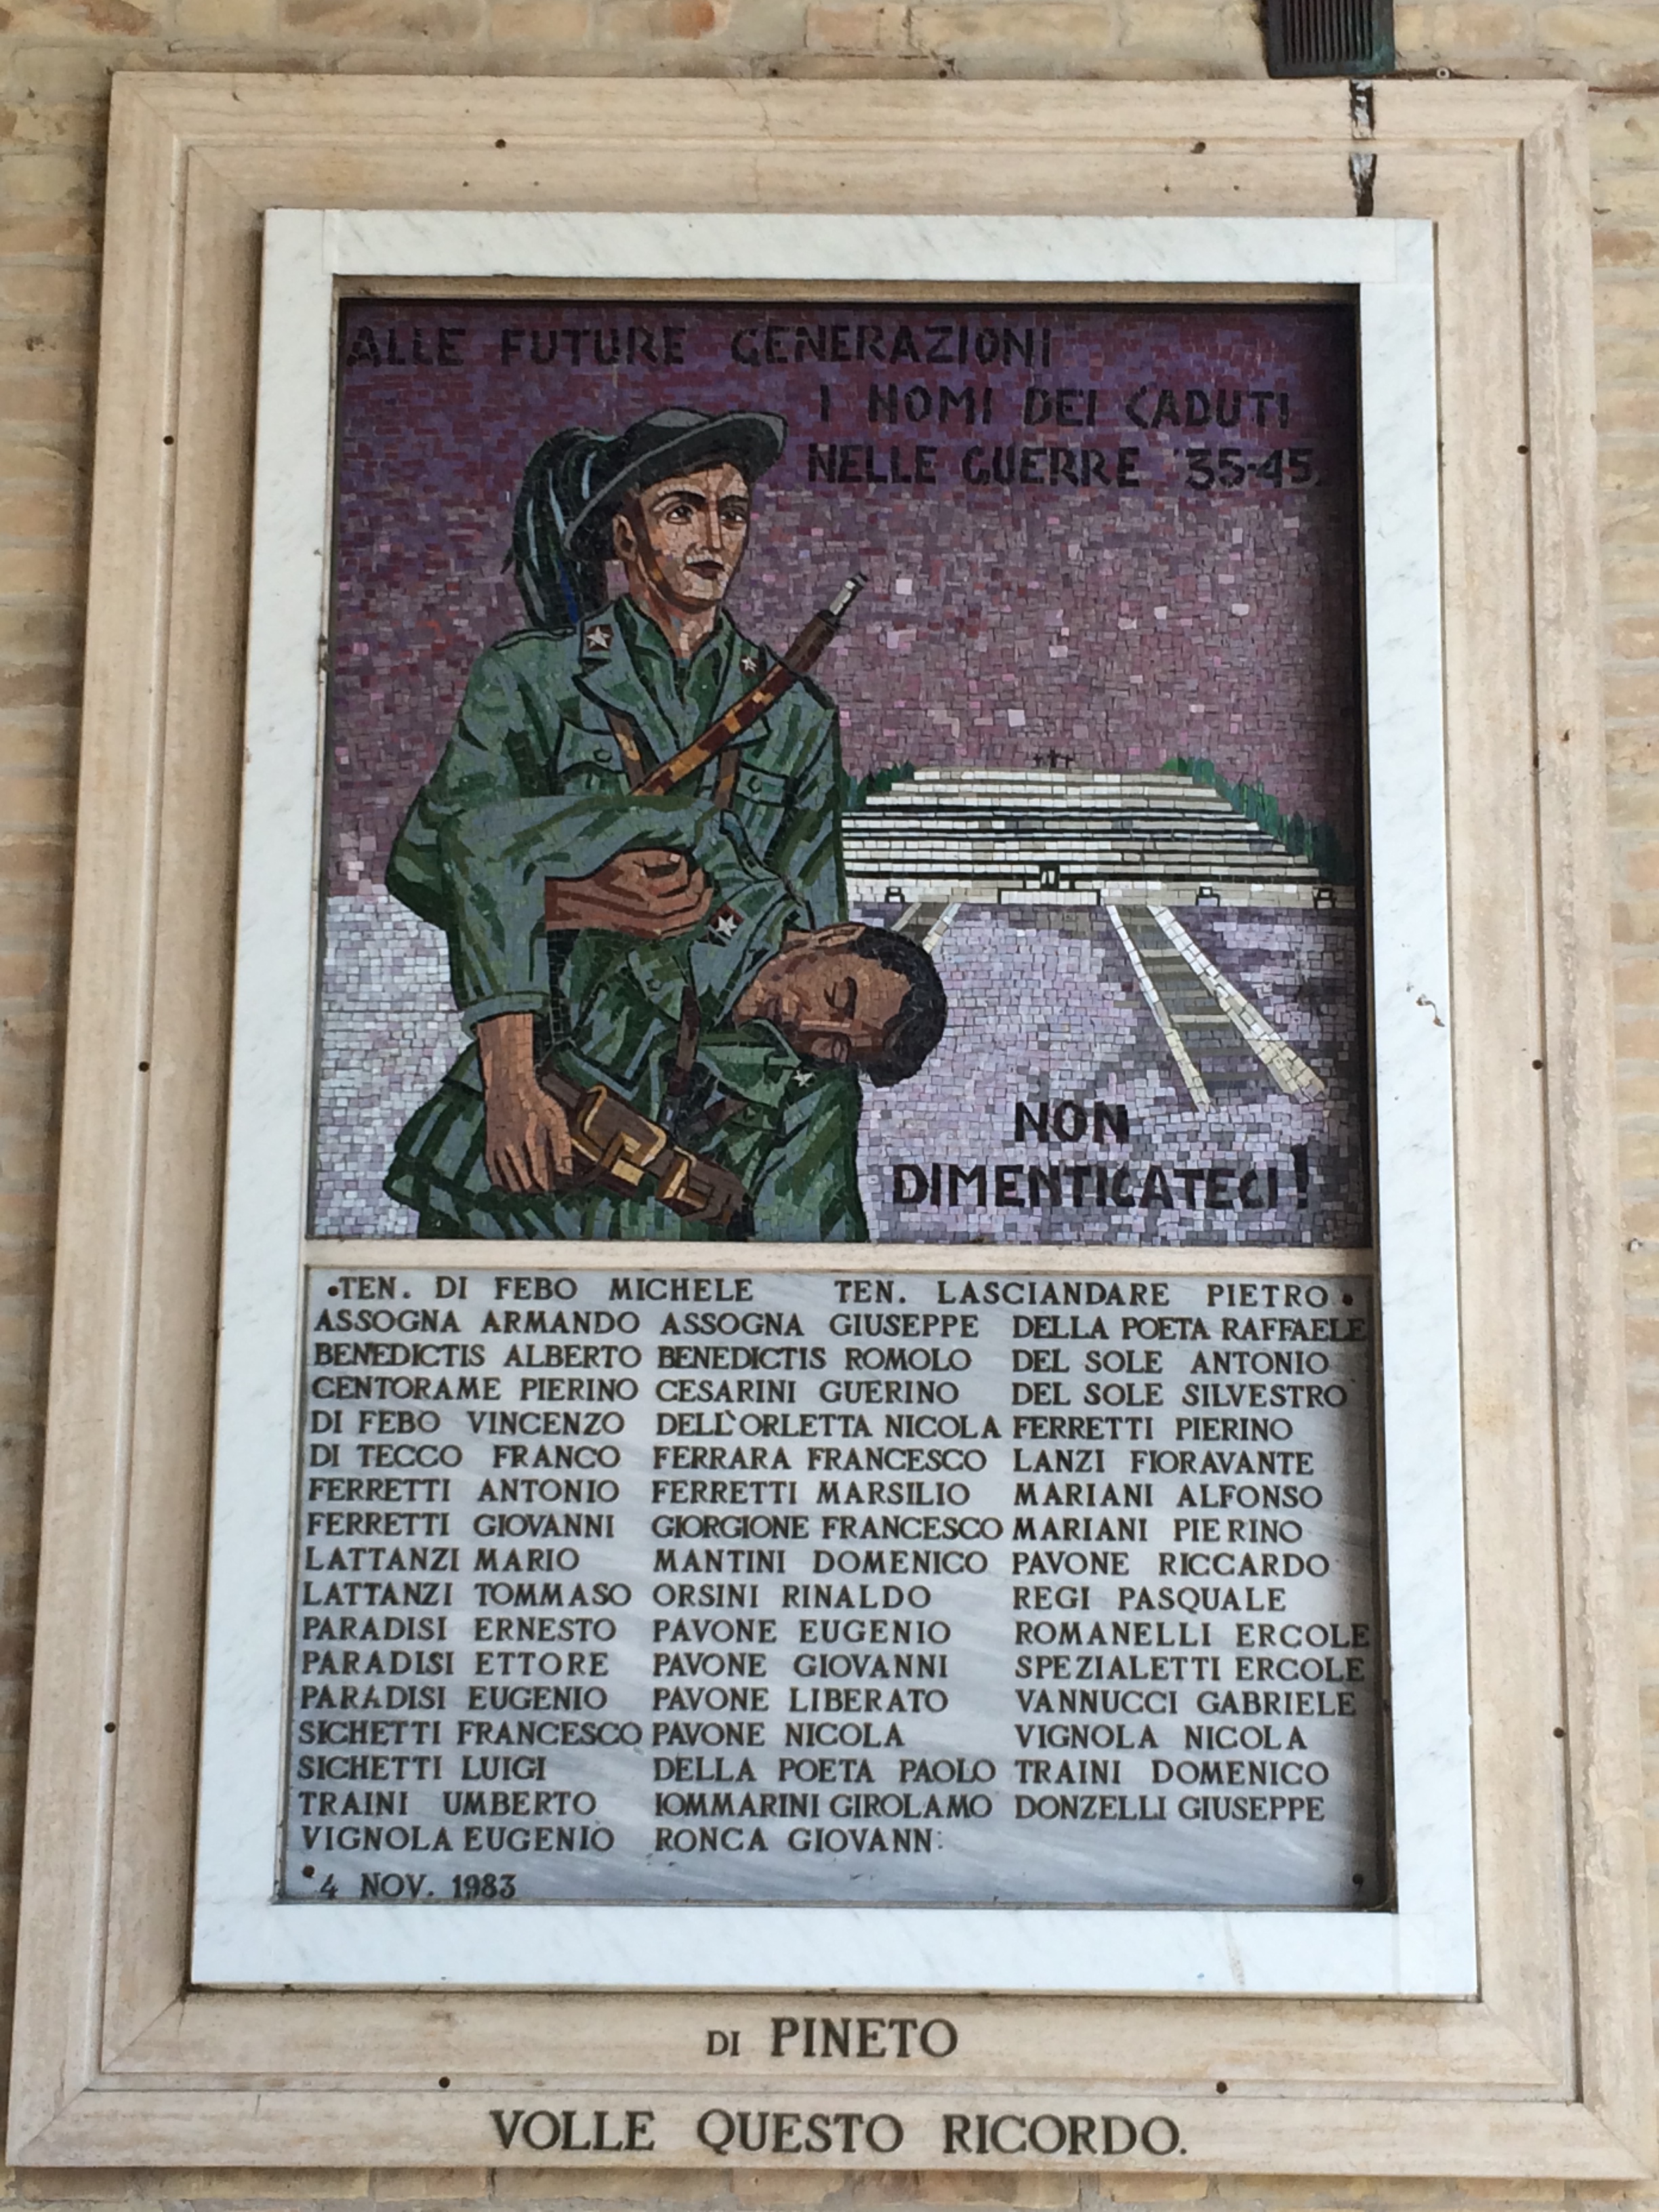 ALLE FUTURE GENERAZIONI
I NOMI DEI CADUTI
NELLE GUERRE '35-45.
NON
DIMENTICATECI!
•TEN. DI FEBO MICHELE TEN. LASCIANDARE PIETRO•
ASSOGNA ARMANDO ASSOGNA GIUSEPPE DELLA POETA RAFFAELE
BENEDICTIS ALBERTO BENEDICTIS ROMOLO DEL SOLE ANTONIO
CENTORAME PIERINO CESARINI GUERINO DEL SOLE SILVESTRO
DI FEBO VINCENZO DELL'ORLETTA NICOLA FERRETTI PIERINO
DI TECCO FRANCO FERRARA FRANCESCO LANZI FIORAVANTE
FERRETTI ANTONIO FERRETTI MARSILIO MARIANI ALFONSO
FERRETTI GIOVANNI GIORGIONE FRANCESCO MARIANI PIERINO
LATTANZI MARIO MANTINI DOMENICO PAVONE RICCARDO
LATTANZI TOMMASO ORSINI RINALDO REGI PASQUALE
PARADISI ERNESTO PAVONE EUGENIO ROMANELLI ERCOLE
PARADISI ETTORE PAVONE GIOVANNI SPEZIALETTI ERCOLE
PARADISI EUGENIO PAVONE LIBERATO VANNUCCI GABRIELE
SICHETTI FRANCESCO PAVONE NICOLA VIGNOLA NICOLA
SICHETTI LUIGI DELLA POETA PAOLO TRAINI DOMENICO
TRAINI UMBERTO IOMMARINI GIROLAMO DONZELLI GIUSEPPE
VIGNOLA EUGENIO RONCA GIOVANN:
4 NOV. 1983
DI PINETO
VOLLE QUESTO RICORDO.